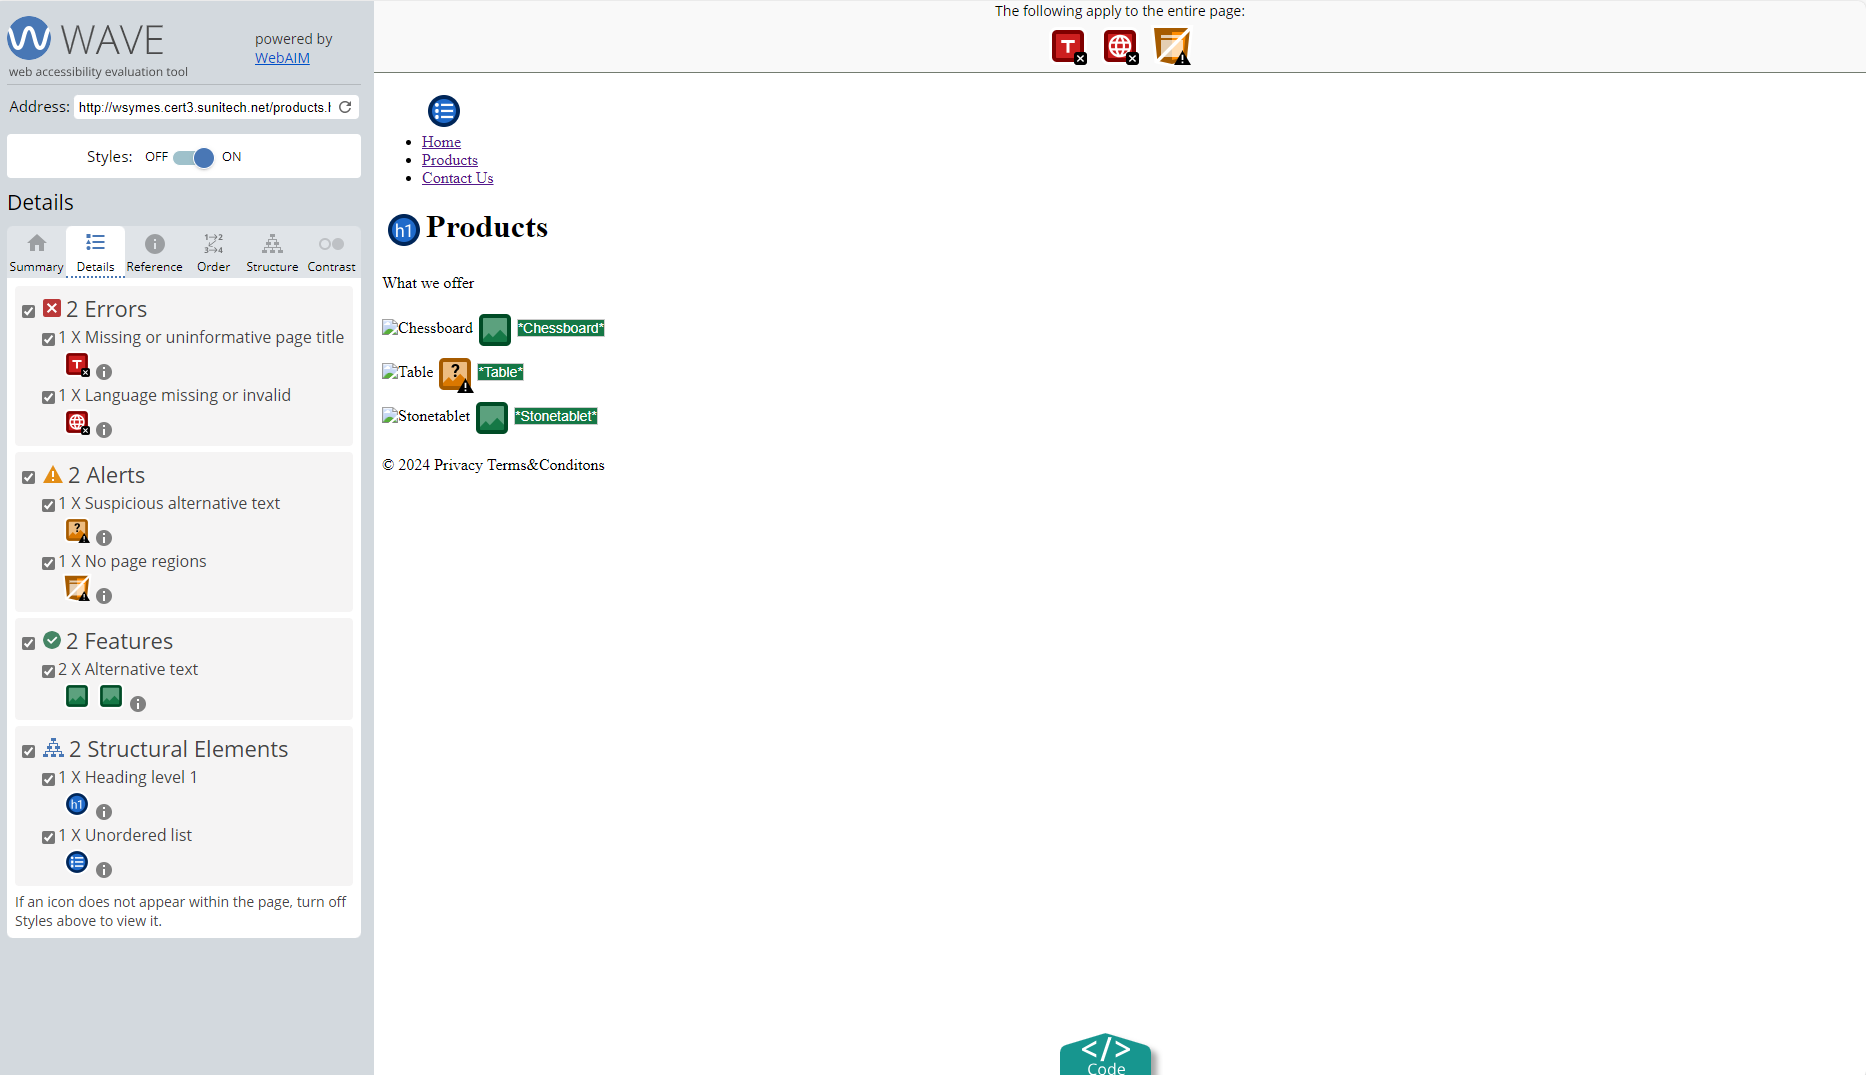 WAVE
powered by
WebAIM
web accessibility evaluation tool
Address: http://wsymes.cert3.sunitech.net/products.h
Styles: OFF ON
Details
Summary Details Reference Order Structure Contrast
2 Errors
1 X Missing or uninformative page title
1 X Language missing or invalid
2 Alerts
1 X Suspicious alternative text
1 X No page regions
2 Features
2 X Alternative text
2 Structural Elements
1 X Heading level 1
h1
1 X Unordered list
If an icon does not appear within the page, turn off
Styles above to view it.
The following apply to the entire page:
Home
Products
Contact Us
h1 Products
What we offer
Chessboard *Chessboard*
Table *Table*
Stonetablet *Stonetablet*
© 2024 Privacy Terms&Conditons
</> Code